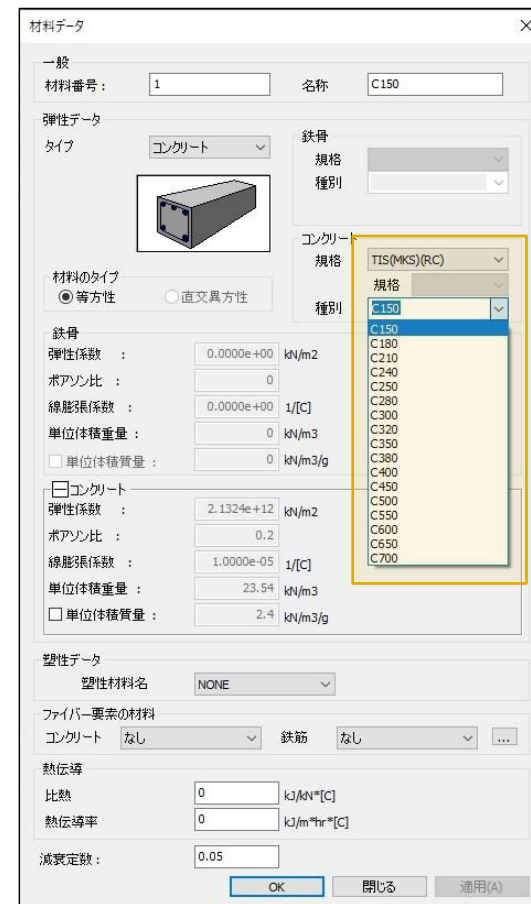 材料データ
一般
材料番号: 1 名称 C150
弾性データ
タイプ コンクリート
鉄骨
規格
種別
コンクリート
規格 TIS(MKS)(RC)
規格
種別 C150
C150
C180
C210
C240
C250
C280
C300
C320
C350
C380
C400
C450
C500
C550
C600
C650
C700
材料のタイプ
等方性 直交異方性
鉄骨
弾性係数 : 0.0000e+00 kN/m2
ポアソン比 : 0
線膨張係数 : 0.0000e+00 1/[C]
単位体積重量 : 0 kN/m3
単位体積質量 : 0 kN/m3/g
コンクリート
弾性係数 : 2.1324e+12 kN/m2
ポアソン比 : 0.2
線膨張係数 : 1.0000e-05 1/[C]
単位体積重量 : 23.54 kN/m3
単位体積質量 : 2.4 kN/m3/g
塑性データ
塑性材料名 NONE
ファイバー要素の材料
コンクリート なし 鉄筋 なし ...
熱伝導
比熱 0 kJ/kN*[C]
熱伝導率 0 kJ/m*hr*[C]
減衰定数: 0.05
OK 閉じる 適用(A)